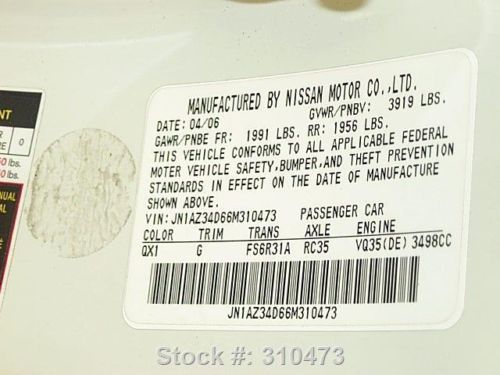 MANUFACTURED BY NISSAN MOTOR CO.,LTD.
DATE: 04/06 GVWR/PNBV: 3919 LBS.
GAWR/PNBE FR: 1991 LBS. RR: 1956 LBS.
THIS VEHICLE CONFORMS TO ALL APPLICABLE FEDERAL
MOTOR VEHICLE SAFETY,BUMPER,AND THEFT PREVENTION
STANDARDS IN EFFECT ON THE DATE OF MANUFACTURE
SHOWN ABOVE.
VIN: JN1AZ34D66M310473 PASSENGER CAR
COLOR TRIM TRANS AXLE ENGINE
QX1 G FS6R31A RC35 VQ35(DE) 3498CC
JN1AZ34D66M310473
0
lbs.
lbs.
Stock #: 310473